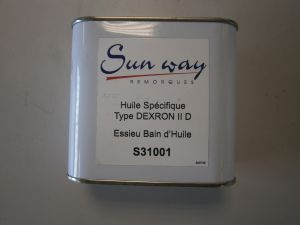 Sun way
REMORQUES
Huile Spécifique
Type DEXRON II D
Essieu Bain d'Huile
S31001